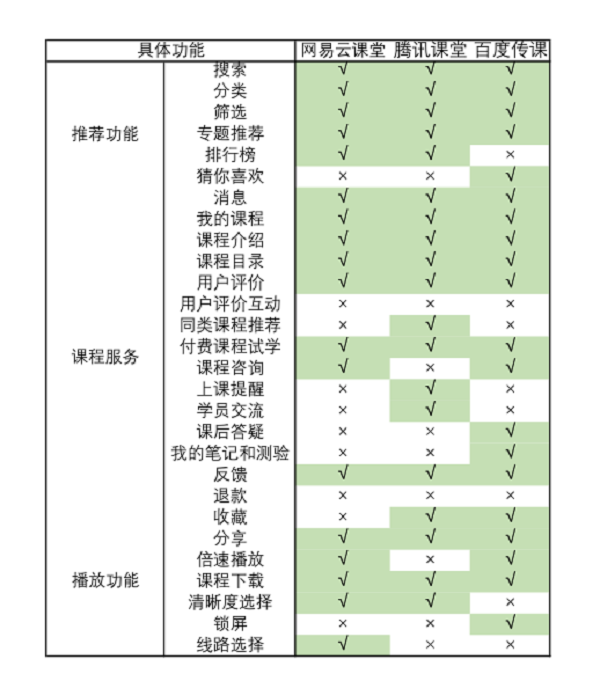 具体功能 网易云课堂 腾讯课堂 百度传课
搜索 √ √ √
分类 √ √ √
筛选 √ √ √
推荐功能 专题推荐 √ √ √
排行榜 √ √ ×
猜你喜欢 × × √
消息 √ √ √
我的课程 √ √ √
课程介绍 √ √ √
课程目录 √ √ √
用户评价 √ √ √
用户评价互动 × × ×
同类课程推荐 × √ ×
课程服务 付费课程试学 √ √ √
课程咨询 √ × √
上课提醒 × √ ×
学员交流 × √ ×
课后答疑 × × √
我的笔记和测验 × × √
反馈 √ √ √
退款 × × ×
收藏 × √ √
分享 √ √ √
倍速播放 √ × √
播放功能 课程下载 √ √ √
清晰度选择 √ √ ×
锁屏 × × √
线路选择 √ × ×